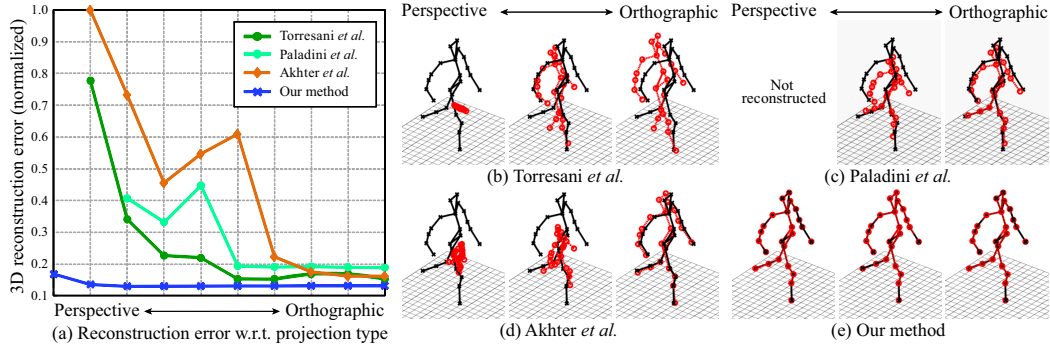 3D reconstruction error (normalized)
1.0
0.9
0.8
0.7
0.6
0.5
0.4
0.3
0.2
0.1
Torresani et al.
Paladini et al.
Akhter et al.
Our method
Perspective
Orthographic
(a) Reconstruction error w.r.t. projection type
Perspective
Orthographic
(b) Torresani et al.
Perspective
Orthographic
Not
reconstructed
(c) Paladini et al.
(d) Akhter et al.
(e) Our method